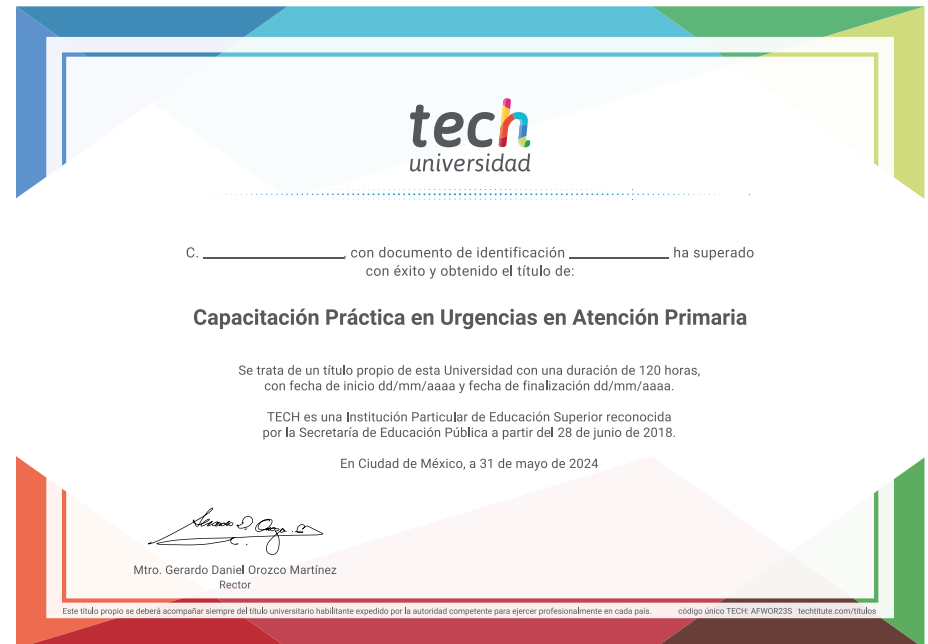 tech
universidad
C. ____________, con documento de identificación ____________ ha superado
con éxito y obtenido el título de:
Capacitación Práctica en Urgencias en Atención Primaria
Se trata de un título propio de esta Universidad con una duración de 120 horas,
con fecha de inicio dd/mm/aaaa y fecha de finalización dd/mm/aaaa.
TECH es una Institución Particular de Educación Superior reconocida
por la Secretaría de Educación Pública a partir del 28 de junio de 2018.
En Ciudad de México, a 31 de mayo de 2024
Mtro. Gerardo Daniel Orozco Martínez
Rector
Este título propio se deberá acompañar siempre del título universitario habilitante expedido por la autoridad competente para ejercer profesionalmente en cada país. código único TECH: AFWOR23S techtitute.com/titulos